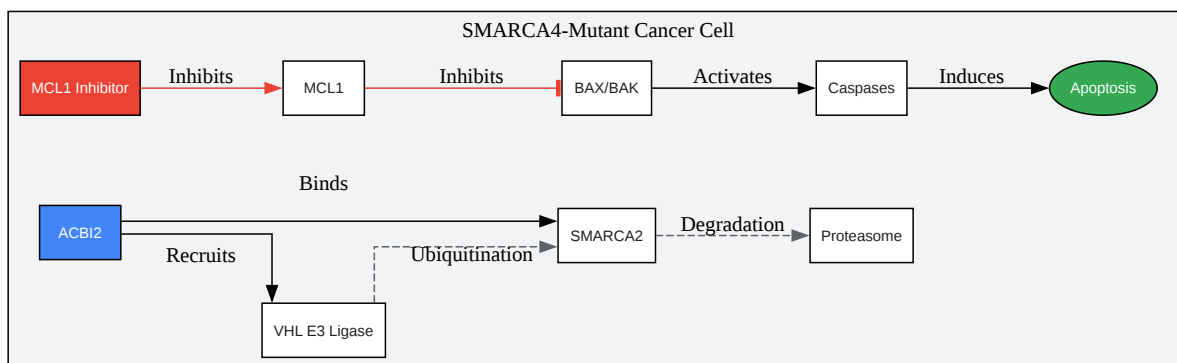 SMARCA4-Mutant Cancer Cell
MCL1 Inhibitor
Inhibits
MCL1
Inhibits
BAX/BAK
Activates
Caspases
Induces
Apoptosis
Binds
ACBI2
Recruits
VHL E3 Ligase
Ubiquitination
SMARCA2
Degradation
Proteasome